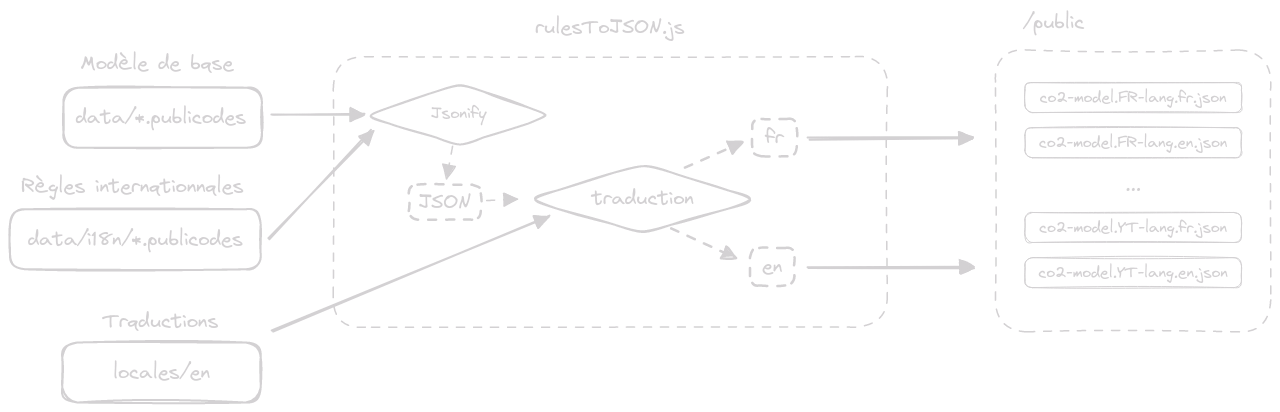 rulesToJSON.js
/public
Modèle de base
data/*.publicodes
Jsonify
co2-model.FR-lang.fr.json
fr
co2-model.FR-lang.en.json
Règles internationnales
JSON
traduction
...
data/i18n/*.publicodes
co2-model.YT-lang.fr.json
en
co2-model.YT-lang.en.json
Traductions
locales/en